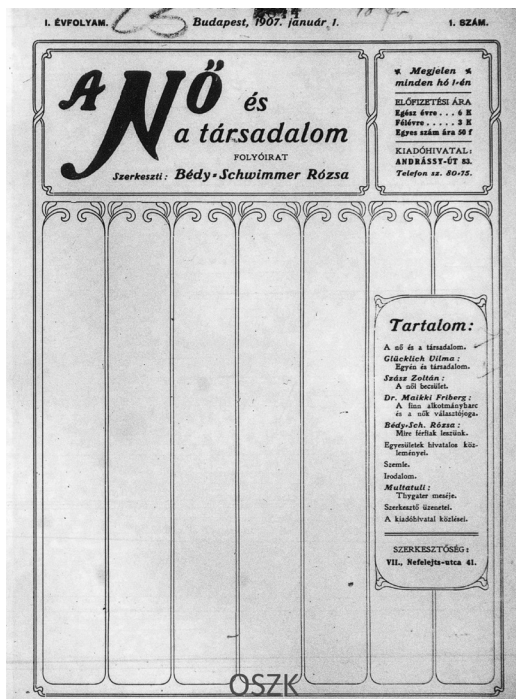 I. ÉVFOLYAM.
Budapest, 1907. január 1.
1. SZÁM.
A NŐ és
a társadalom
FOLYÓIRAT
Szerkeszti: Bédy-Schwimmer Rózsa
Megjelen
minden hó 1-én
ELŐFIZETÉSI ÁRA
Egész évre . . . 6 K
Félévre . . . . . 3 K
Egyes szám ára 50 f
KIADÓHIVATAL:
ANDRÁSSY-ÚT 83.
Telefon sz. 80-75.
Tartalom:
A nő és a társadalom.
Glücklich Vilma:
Egyén és társadalom.
Szász Zoltán:
A női becsület.
Dr. Maikki Friberg:
A finn alkotmányharc
és a nők választójoga.
Bédy-Sch. Rózsa:
Mire férfiak leszünk.
Egyesületek hivatalos köz-
leményei.
Szemle.
Irodalom.
Multatuli:
Thygater meséje.
Szerkesztő üzenetei.
A kiadóhivatal közlései.
SZERKESZTŐSÉG:
VII., Nefelejts-utca 41.
OSZK